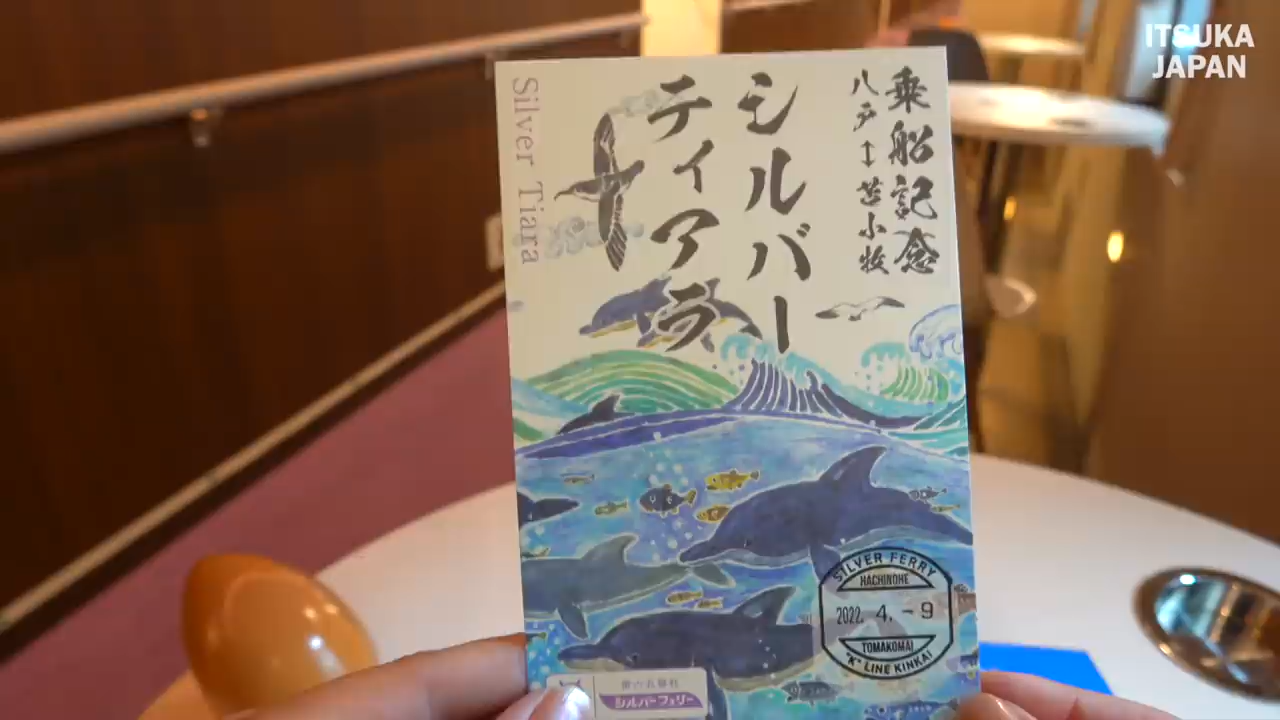 ITSUKA
JAPAN
乗船記念
八戸↕苫小牧
シルバー
ティアラ
Silver Tiara
SILVER FERRY
HACHINOHE
2022. 4. -9
TOMAKOMAI
"K" LINE KINKAI
シルバーフェリー